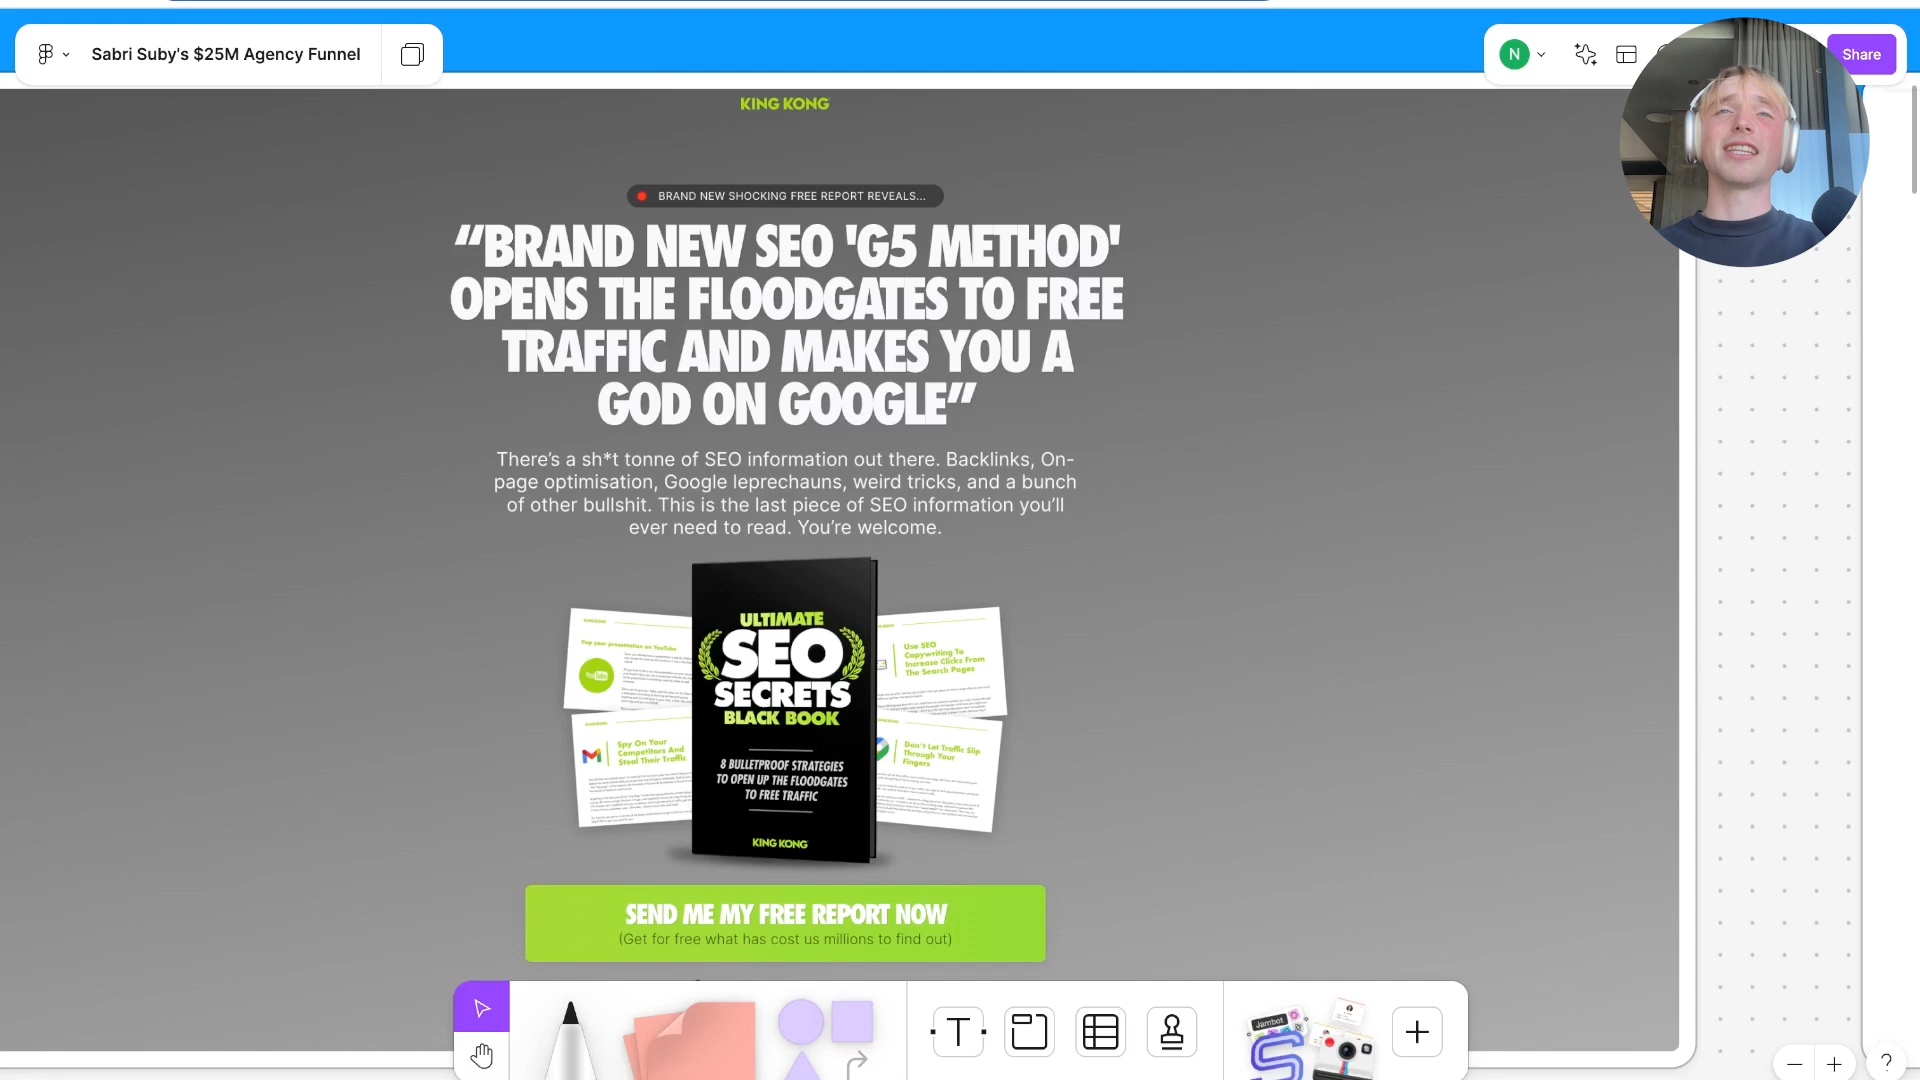 Sabri Suby's $25M Agency Funnel
N
Share
KING KONG
BRAND NEW SHOCKING FREE REPORT REVEALS...
“BRAND NEW SEO 'G5 METHOD'
OPENS THE FLOODGATES TO FREE
TRAFFIC AND MAKES YOU A
GOD ON GOOGLE”
There’s a sh*t tonne of SEO information out there. Backlinks, On-
page optimisation, Google leprechauns, weird tricks, and a bunch
of other bullshit. This is the last piece of SEO information you’ll
ever need to read. You’re welcome.
Pop your presentation on YouTube
Spy On Your
Competitors And
Steal Their Traffic
ULTIMATE
SEO
SECRETS
BLACK BOOK
8 BULLETPROOF STRATEGIES
TO OPEN UP THE FLOODGATES
TO FREE TRAFFIC
KING KONG
Use SEO
Copywriting To
Increase Clicks From
The Search Pages
Don't Let Traffic Slip
Through Your
Fingers
SEND ME MY FREE REPORT NOW
(Get for free what has cost us millions to find out)
T
Jambot
?